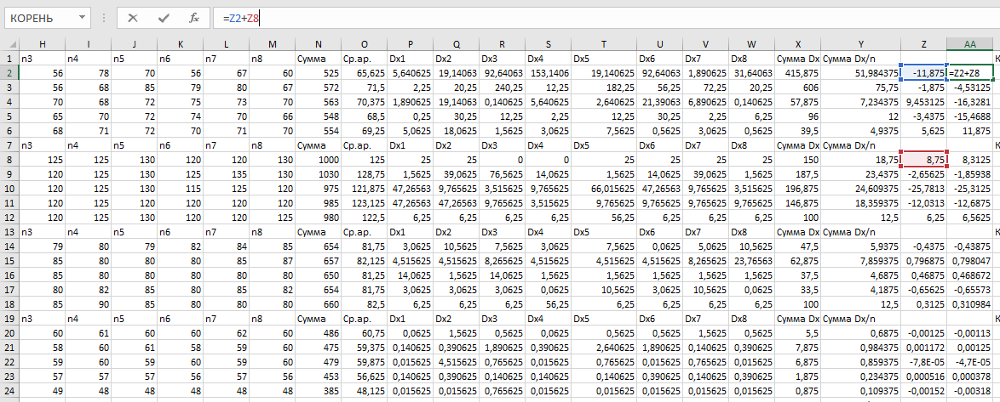 КОРЕНЬ fx =Z2+Z8
H I J K L M N O P Q R S T U V W X Y Z AA
1 n3 n4 n5 n6 n7 n8 Сумма Ср.ар. Dx1 Dx2 Dx3 Dx4 Dx5 Dx6 Dx7 Dx8 Сумма Dx Сумма Dx/n
2 56 78 70 56 67 60 525 65,625 5,640625 19,14063 92,64063 153,1406 19,140625 92,64063 1,890625 31,64063 415,875 51,984375 -11,875 =Z2+Z8
3 56 68 85 79 80 67 572 71,5 2,25 20,25 240,25 12,25 182,25 56,25 72,25 20,25 606 75,75 -1,875 -4,53125
4 70 68 72 75 73 70 563 70,375 1,890625 19,14063 0,140625 5,640625 2,640625 21,39063 6,890625 0,140625 57,875 7,234375 9,453125 -16,3281
5 65 70 72 74 70 66 548 68,5 0,25 30,25 12,25 2,25 12,25 30,25 2,25 6,25 96 12 -3,4375 -15,4688
6 68 71 72 70 71 70 554 69,25 5,0625 18,0625 1,5625 3,0625 7,5625 0,5625 3,0625 0,5625 39,5 4,9375 5,625 11,875
7 n3 n4 n5 n6 n7 n8 Сумма Ср.ар. Dx1 Dx2 Dx3 Dx4 Dx5 Dx6 Dx7 Dx8 Сумма Dx Сумма Dx/n
8 125 125 130 120 120 130 1000 125 25 25 0 0 25 25 25 25 150 18,75 8,75 8,3125
9 120 125 130 125 135 130 1030 128,75 1,5625 39,0625 76,5625 14,0625 1,5625 14,0625 39,0625 1,5625 187,5 23,4375 -2,65625 -1,85938
10 120 125 130 115 125 120 975 121,875 47,26563 9,765625 3,515625 9,765625 66,015625 47,26563 9,765625 3,515625 196,875 24,609375 -25,7813 -25,3125
11 120 125 130 120 120 120 985 123,125 47,26563 47,26563 9,765625 3,515625 9,765625 9,765625 9,765625 9,765625 146,875 18,359375 -12,0313 -12,6875
12 120 125 130 120 120 125 980 122,5 6,25 6,25 6,25 6,25 56,25 6,25 6,25 6,25 100 12,5 6,25 6,5625
13 n3 n4 n5 n6 n7 n8 Сумма Ср.ар. Dx1 Dx2 Dx3 Dx4 Dx5 Dx6 Dx7 Dx8 Сумма Dx Сумма Dx/n
14 79 80 79 82 84 85 654 81,75 3,0625 10,5625 7,5625 3,0625 7,5625 0,0625 5,0625 10,5625 47,5 5,9375 -0,4375 -0,43875
15 85 80 80 80 85 87 657 82,125 4,515625 4,515625 8,265625 4,515625 4,515625 4,515625 8,265625 23,76563 62,875 7,859375 0,796875 0,798047
16 85 80 80 80 80 80 650 81,25 14,0625 1,5625 14,0625 1,5625 1,5625 1,5625 1,5625 1,5625 37,5 4,6875 0,46875 0,468672
17 80 82 85 80 85 82 654 81,75 3,0625 3,0625 3,0625 0,0625 10,5625 3,0625 10,5625 0,0625 33,5 4,1875 -0,65625 -0,65573
18 85 90 85 80 80 80 660 82,5 6,25 6,25 6,25 56,25 6,25 6,25 6,25 6,25 100 12,5 0,3125 0,310984
19 n3 n4 n5 n6 n7 n8 Сумма Ср.ар. Dx1 Dx2 Dx3 Dx4 Dx5 Dx6 Dx7 Dx8 Сумма Dx Сумма Dx/n
20 60 61 60 60 62 60 486 60,75 0,0625 1,5625 0,5625 0,0625 0,5625 0,5625 1,5625 0,5625 5,5 0,6875 -0,00125 -0,00113
21 58 60 61 58 59 60 475 59,375 0,140625 0,390625 1,890625 0,390625 2,640625 1,890625 0,140625 0,390625 7,875 0,984375 0,001172 0,00125
22 59 60 60 59 60 60 479 59,875 0,015625 4,515625 0,765625 0,015625 0,765625 0,015625 0,765625 0,015625 6,875 0,859375 -7,8E-05 -4,7E-05
23 57 57 57 56 57 56 453 56,625 0,140625 0,390625 0,140625 0,140625 0,140625 0,390625 0,140625 0,390625 1,875 0,234375 0,000516 0,000378
24 49 48 48 48 48 48 385 48,125 0,015625 0,015625 0,765625 0,015625 0,015625 0,015625 0,015625 0,015625 0,875 0,109375 -0,00152 -0,00318